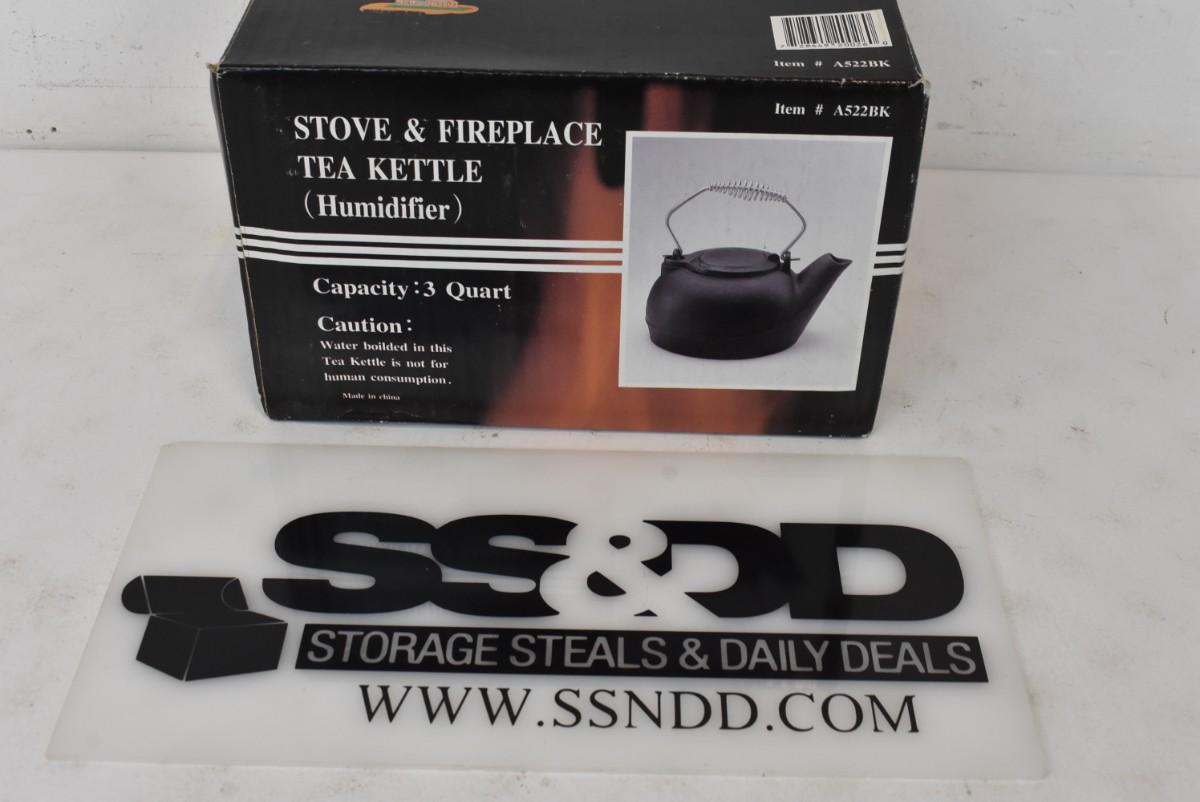 Item # A522BK
Item # A522BK
STOVE & FIREPLACE
TEA KETTLE
(Humidifier)
Capacity:3 Quart
Caution:
Water boilded in this
Tea Kettle is not for
human consumption.
Made in china
SS&DD
STORAGE STEALS & DAILY DEALS
WWW.SSNDD.COM